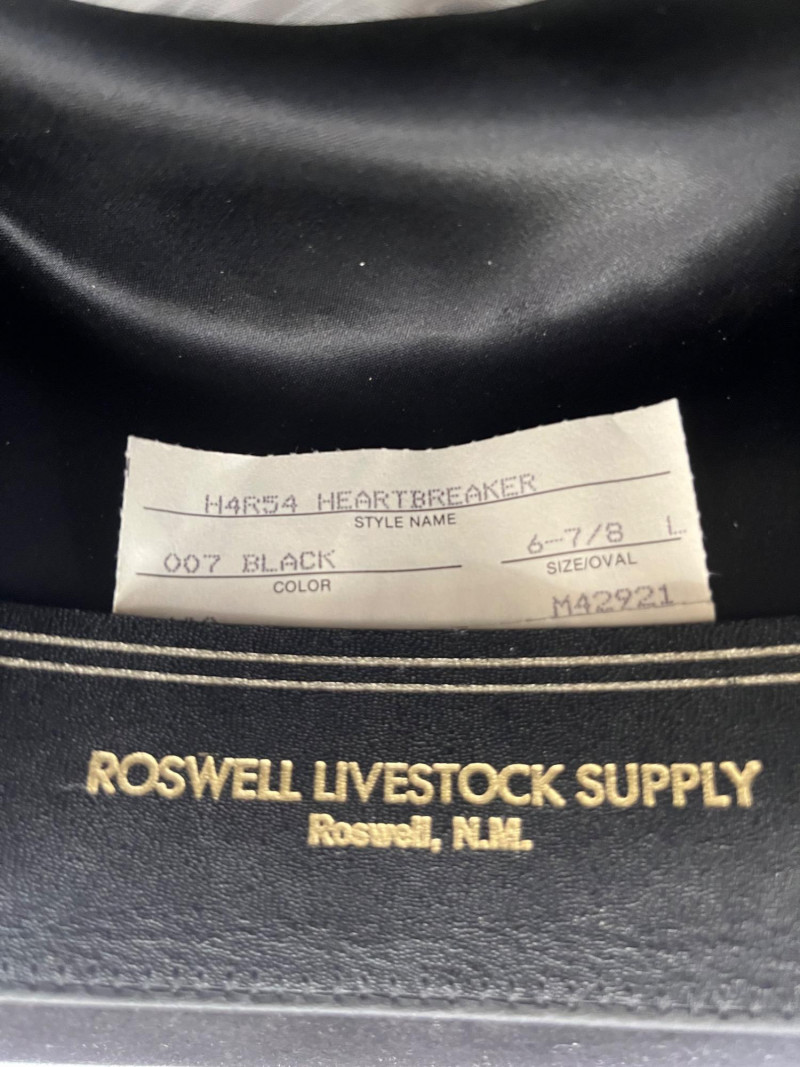 H4R54 HEARTBREAKER
STYLE NAME
007 BLACK 6-7/8 L
COLOR SIZE/OVAL
M42921
ROSWELL LIVESTOCK SUPPLY
Roswell, N.M.